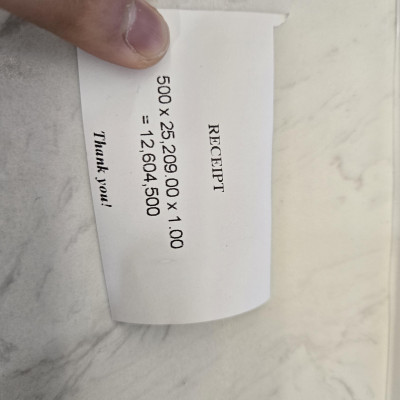 RECEIPT
500 x 25,209.00 x 1.00
= 12,604,500
Thank you!